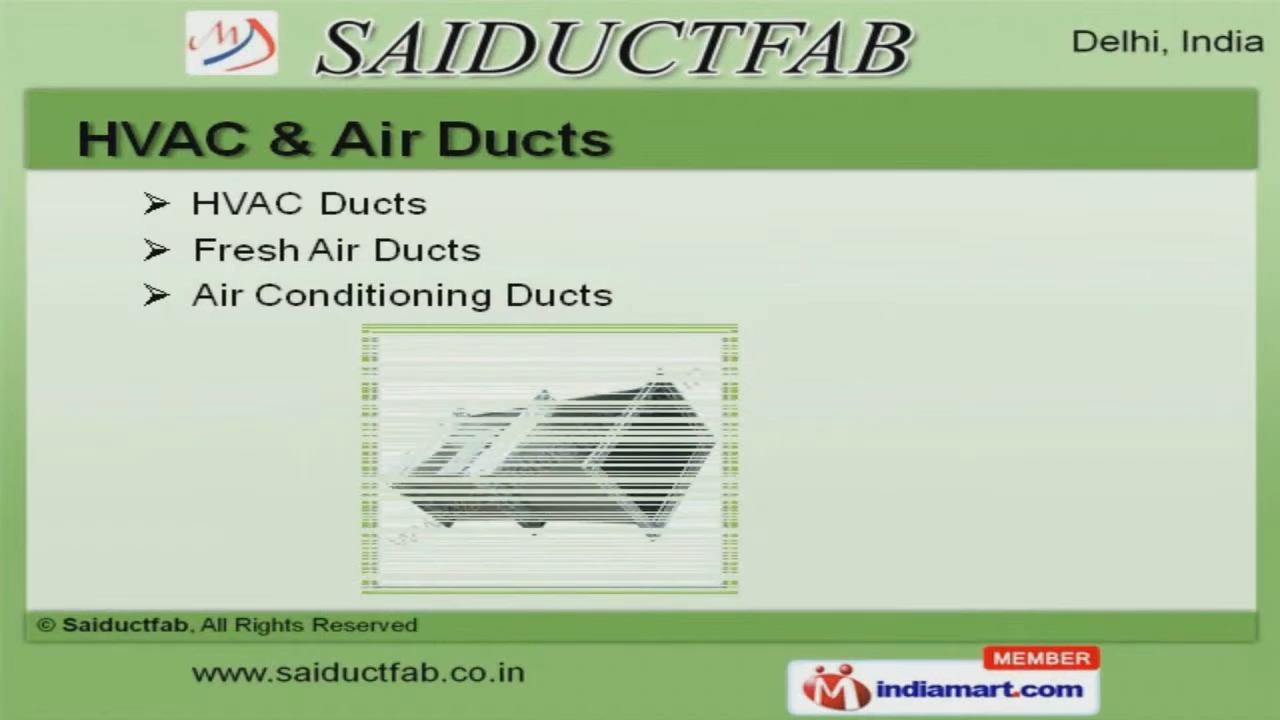 SAIDUCTFAB
Delhi, India
HVAC & Air Ducts
HVAC Ducts
Fresh Air Ducts
Air Conditioning Ducts
© Saiductfab, All Rights Reserved
www.saiductfab.co.in
MEMBER
indiamart.com